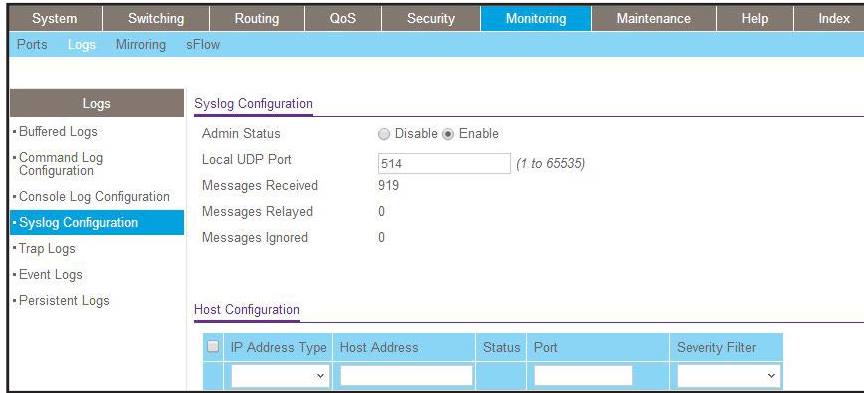 System Switching Routing QoS Security Monitoring Maintenance Help Index
Ports Logs Mirroring sFlow
Logs
Buffered Logs
Command Log
Configuration
Console Log Configuration
Syslog Configuration
Trap Logs
Event Logs
Persistent Logs
Syslog Configuration
Admin Status Disable Enable
Local UDP Port 514 (1 to 65535)
Messages Received 919
Messages Relayed 0
Messages Ignored 0
Host Configuration
IP Address Type Host Address Status Port Severity Filter